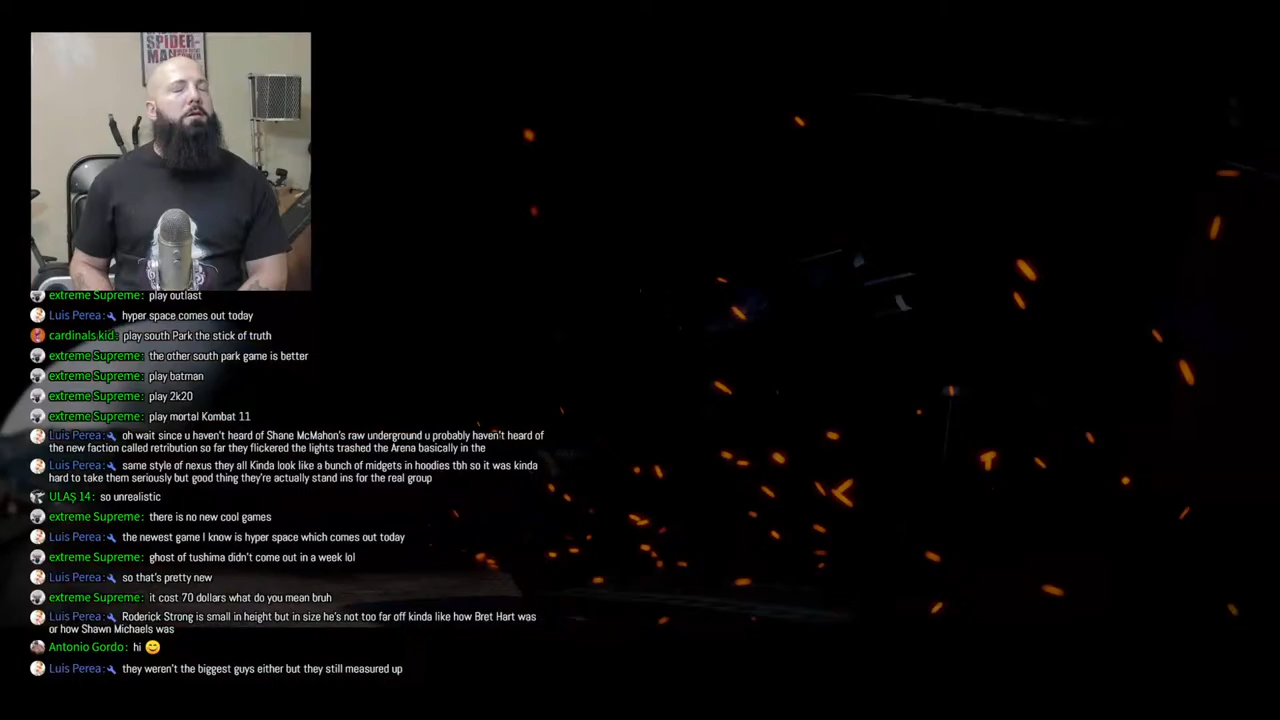 SPIDER-
MAN
extreme Supreme: play outlast
Luis Perea: hyper space comes out today
cardinals kid: play south Park the stick of truth
extreme Supreme: the other south park game is better
extreme Supreme: play batman
extreme Supreme: play 2k20
extreme Supreme: play mortal Kombat 11
Luis Perea: oh wait since u haven't heard of Shane McMahon's raw underground u probably haven't heard of
the new faction called retribution so far they flickered the lights trashed the Arena basically in the
Luis Perea: same style of nexus they all Kinda look like a bunch of midgets in hoodies tbh so it was kinda
hard to take them seriously but good thing they're actually stand ins for the real group
ULAŞ 14: so unrealistic
extreme Supreme: there is no new cool games
Luis Perea: the newest game I know is hyper space which comes out today
extreme Supreme: ghost of tushima didn't come out in a week lol
Luis Perea: so that's pretty new
extreme Supreme: it cost 70 dollars what do you mean bruh
Luis Perea: Roderick Strong is small in height but in size he's not too far off kinda like how Bret Hart was
or how Shawn Michaels was
Antonio Gordo: hi 😊
Luis Perea: they weren't the biggest guys either but they still measured up